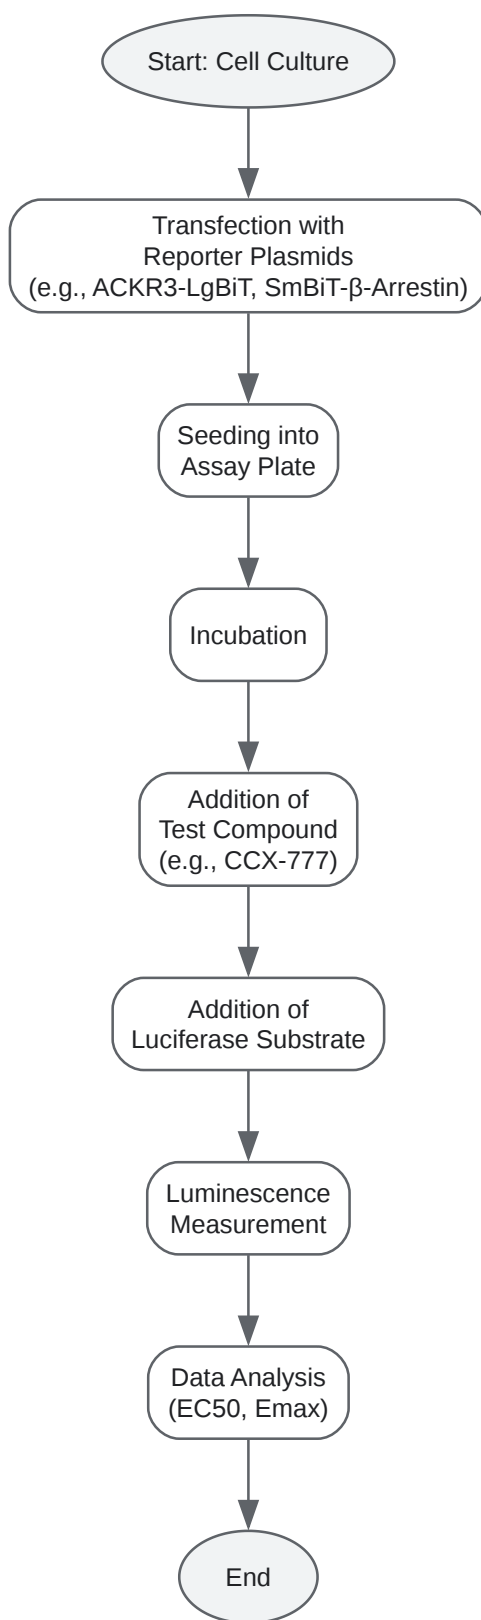 Start: Cell Culture
Transfection with
Reporter Plasmids
(e.g., ACKR3-LgBiT, SmBiT-β-Arrestin)
Seeding into
Assay Plate
Incubation
Addition of
Test Compound
(e.g., CCX-777)
Addition of
Luciferase Substrate
Luminescence
Measurement
Data Analysis
(EC50, Emax)
End